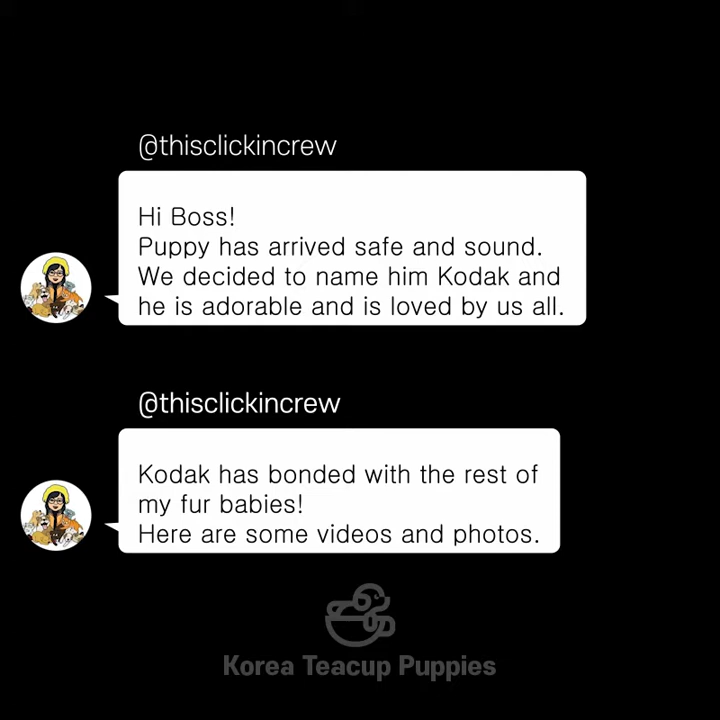 @thisclickincrew
Hi Boss!
Puppy has arrived safe and sound.
We decided to name him Kodak and
he is adorable and is loved by us all.
@thisclickincrew
Kodak has bonded with the rest of
my fur babies!
Here are some videos and photos.
Korea Teacup Puppies